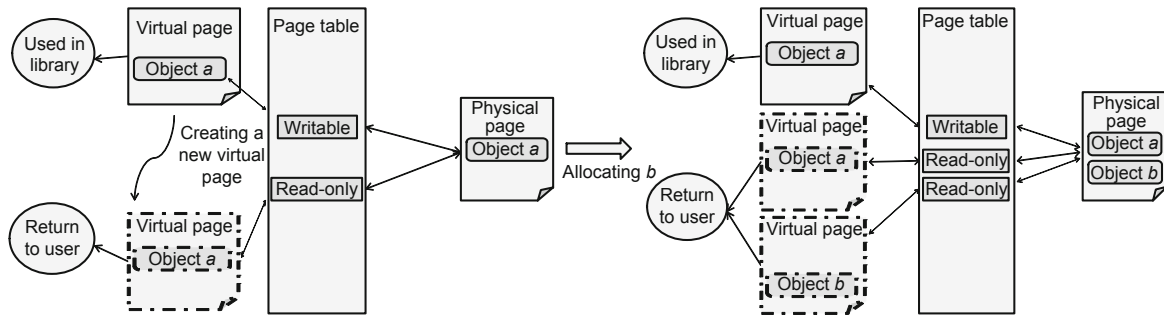 Used in
library
Virtual page
Object a
Page table
Creating a
new virtual
page
Writable
Read-only
Physical
page
Object a
Return
to user
Virtual page
Object a
Allocating b
Used in
library
Virtual page
Object a
Page table
Virtual page
Object a
Writable
Read-only
Read-only
Physical
page
Object a
Object b
Return
to user
Virtual page
Object b